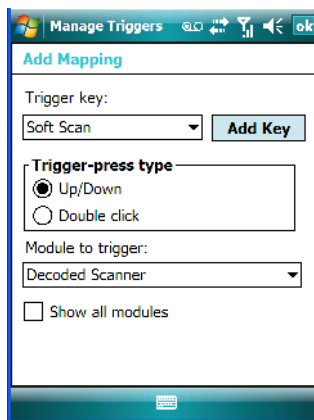 Manage Triggers ok
Add Mapping
Trigger key:
Soft Scan Add Key
Trigger-press type
Up/Down
Double click
Module to trigger:
Decoded Scanner
Show all modules